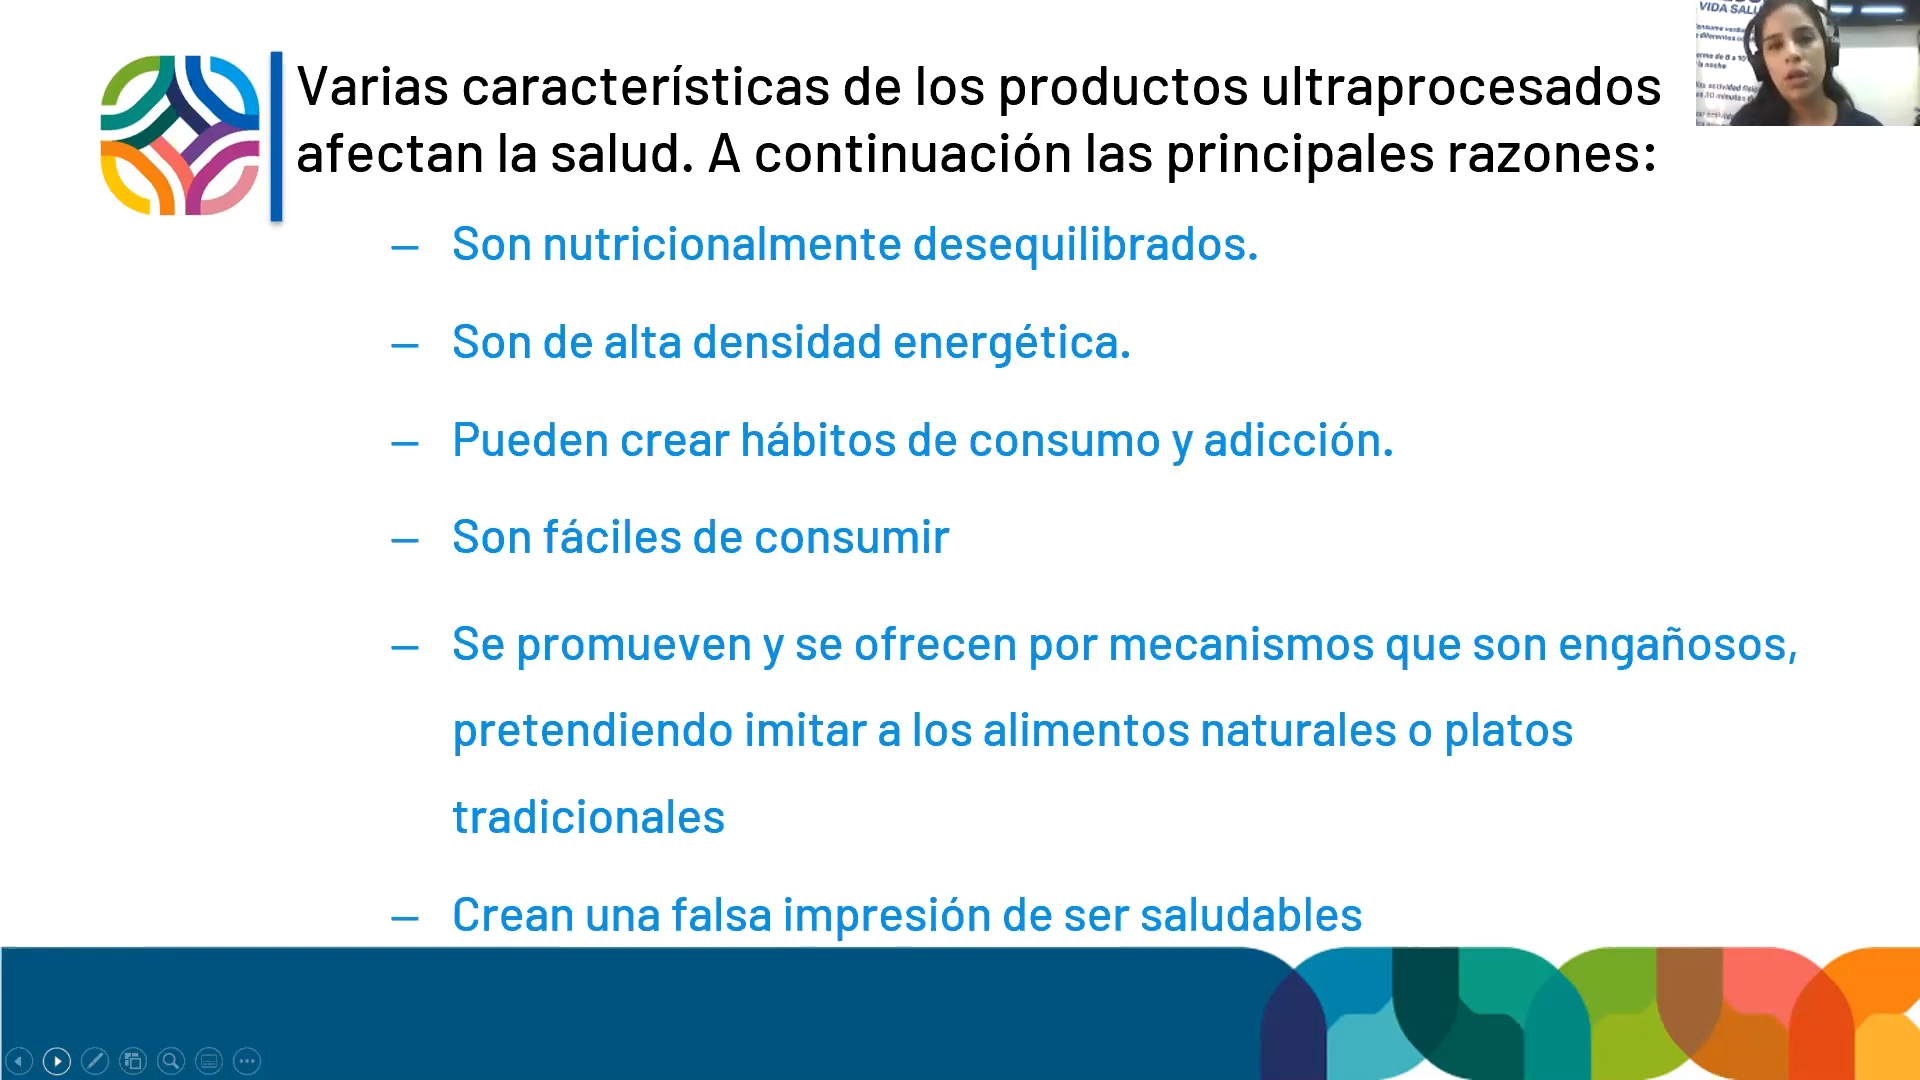 Varias características de los productos ultraprocesados
afectan la salud. A continuación las principales razones:
– Son nutricionalmente desequilibrados.
– Son de alta densidad energética.
– Pueden crear hábitos de consumo y adicción.
– Son fáciles de consumir
– Se promueven y se ofrecen por mecanismos que son engañosos,
pretendiendo imitar a los alimentos naturales o platos
tradicionales
– Crean una falsa impresión de ser saludables